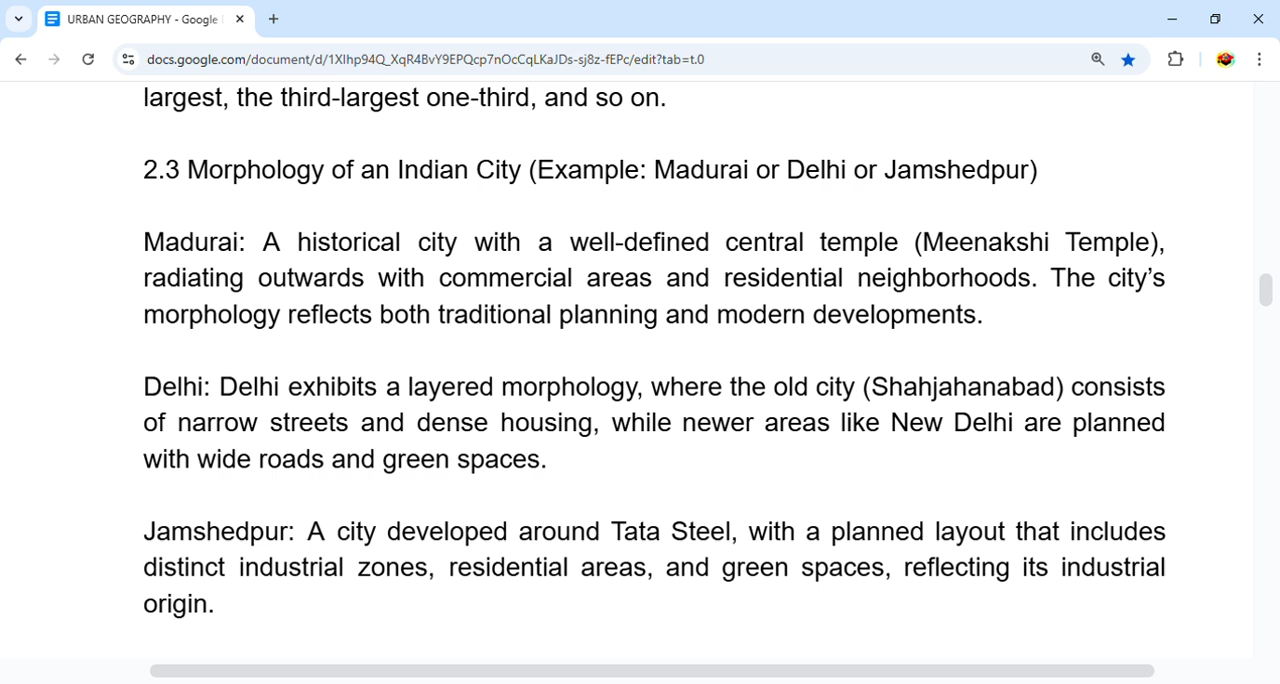 URBAN GEOGRAPHY - Google
docs.google.com/document/d/1XIhp94Q_XqR4BvY9EPQcp7nOcCqLKaJDs-sj8z-fEPc/edit?tab=t.0
largest, the third-largest one-third, and so on.
2.3 Morphology of an Indian City (Example: Madurai or Delhi or Jamshedpur)
Madurai: A historical city with a well-defined central temple (Meenakshi Temple),
radiating outwards with commercial areas and residential neighborhoods. The city’s
morphology reflects both traditional planning and modern developments.
Delhi: Delhi exhibits a layered morphology, where the old city (Shahjahanabad) consists
of narrow streets and dense housing, while newer areas like New Delhi are planned
with wide roads and green spaces.
Jamshedpur: A city developed around Tata Steel, with a planned layout that includes
distinct industrial zones, residential areas, and green spaces, reflecting its industrial
origin.